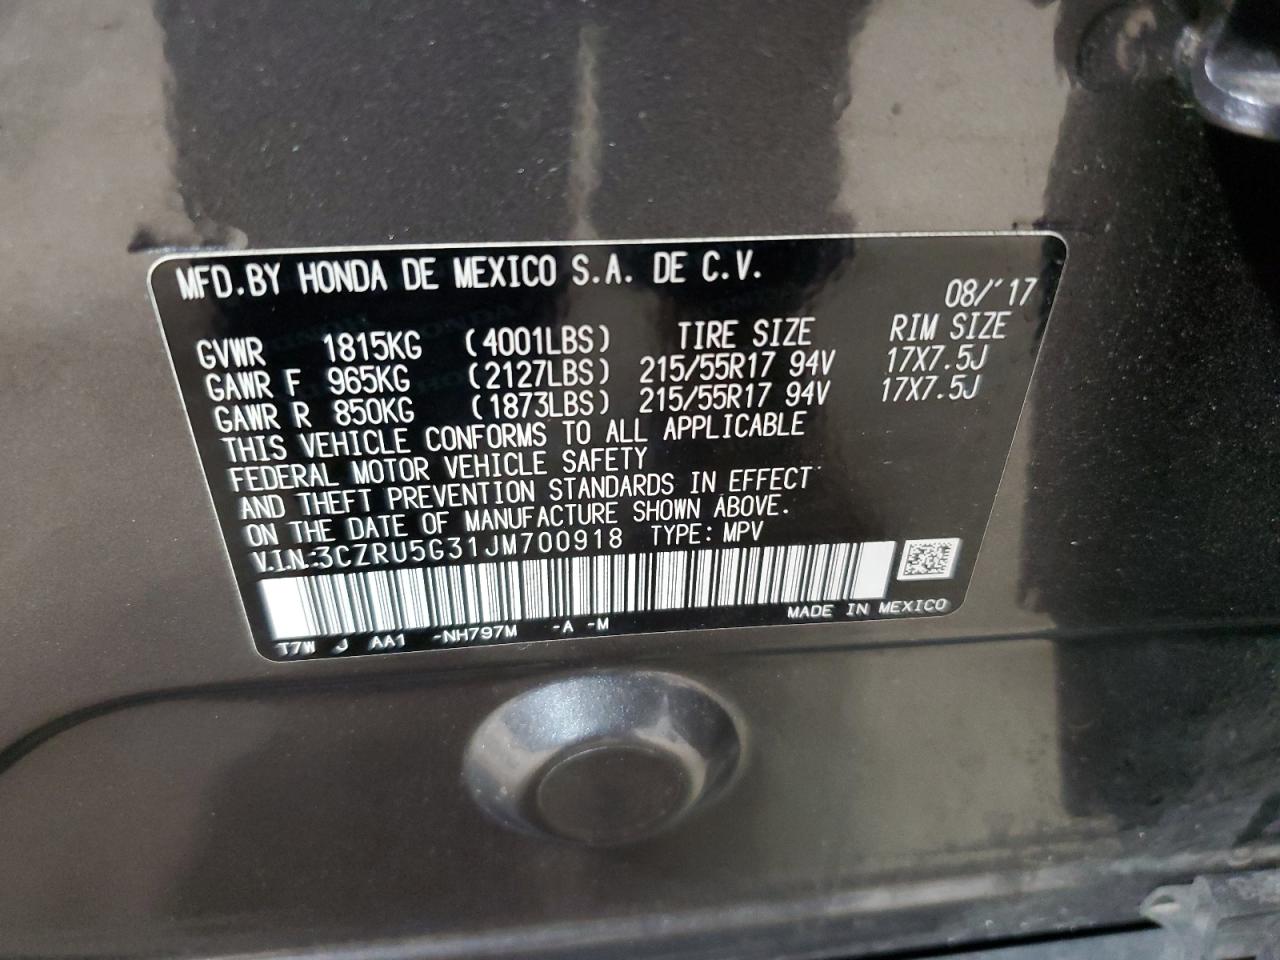 MFD.BY HONDA DE MEXICO S.A. DE C.V.
08/'17
GVWR 1815KG (4001LBS) TIRE SIZE RIM SIZE
GAWR F 965KG (2127LBS) 215/55R17 94V 17X7.5J
GAWR R 850KG (1873LBS) 215/55R17 94V 17X7.5J
THIS VEHICLE CONFORMS TO ALL APPLICABLE
FEDERAL MOTOR VEHICLE SAFETY
AND THEFT PREVENTION STANDARDS IN EFFECT
ON THE DATE OF MANUFACTURE SHOWN ABOVE.
V.I.N.:3CZRU5G31JM700918 TYPE: MPV
MADE IN MEXICO
T7W J AA1 -NH797M -A -M